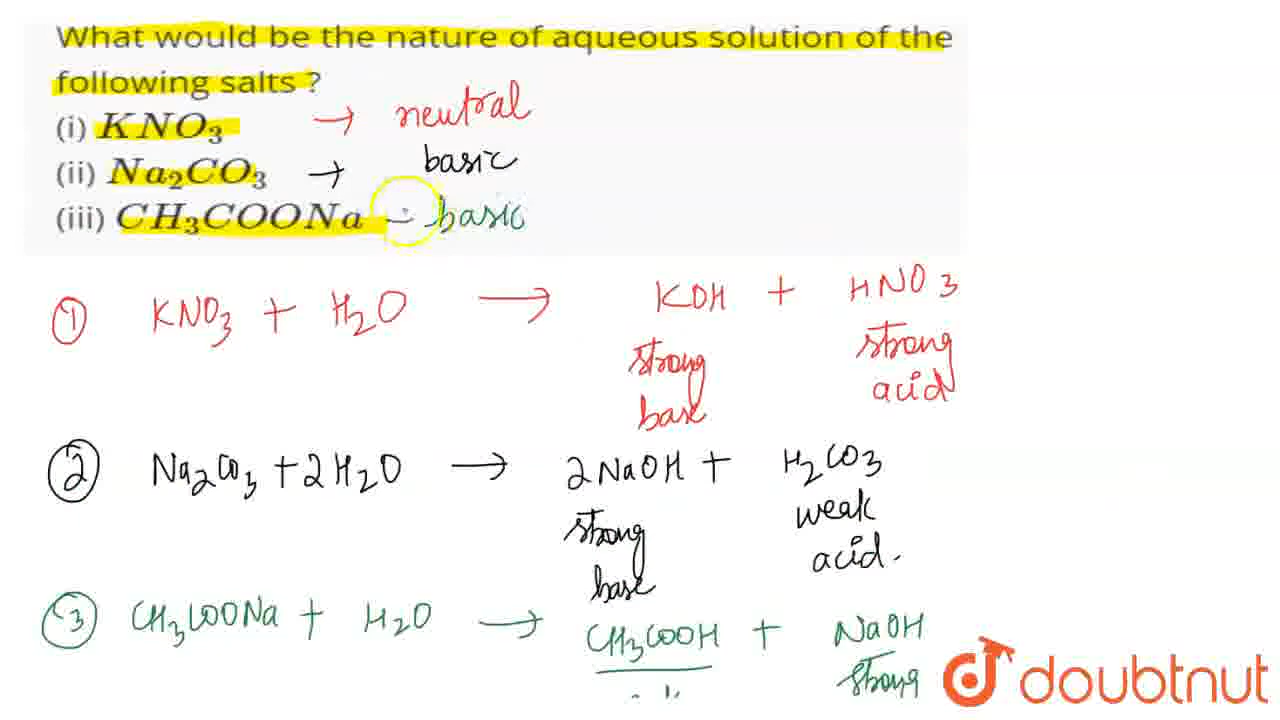 What would be the nature of aqueous solution of the
following salts ?
(i) KNO₃ → neutral
(ii) Na₂CO₃ → basic
(iii) CH₃COONa – basic
① KNO₃ + H₂O → KOH + HNO₃
strong base strong acid
② Na₂CO₃ + 2H₂O → 2NaOH + H₂CO₃
strong base weak acid.
③ CH₃COONa + H₂O → CH₃COOH + NaOH
strong
doubtnut